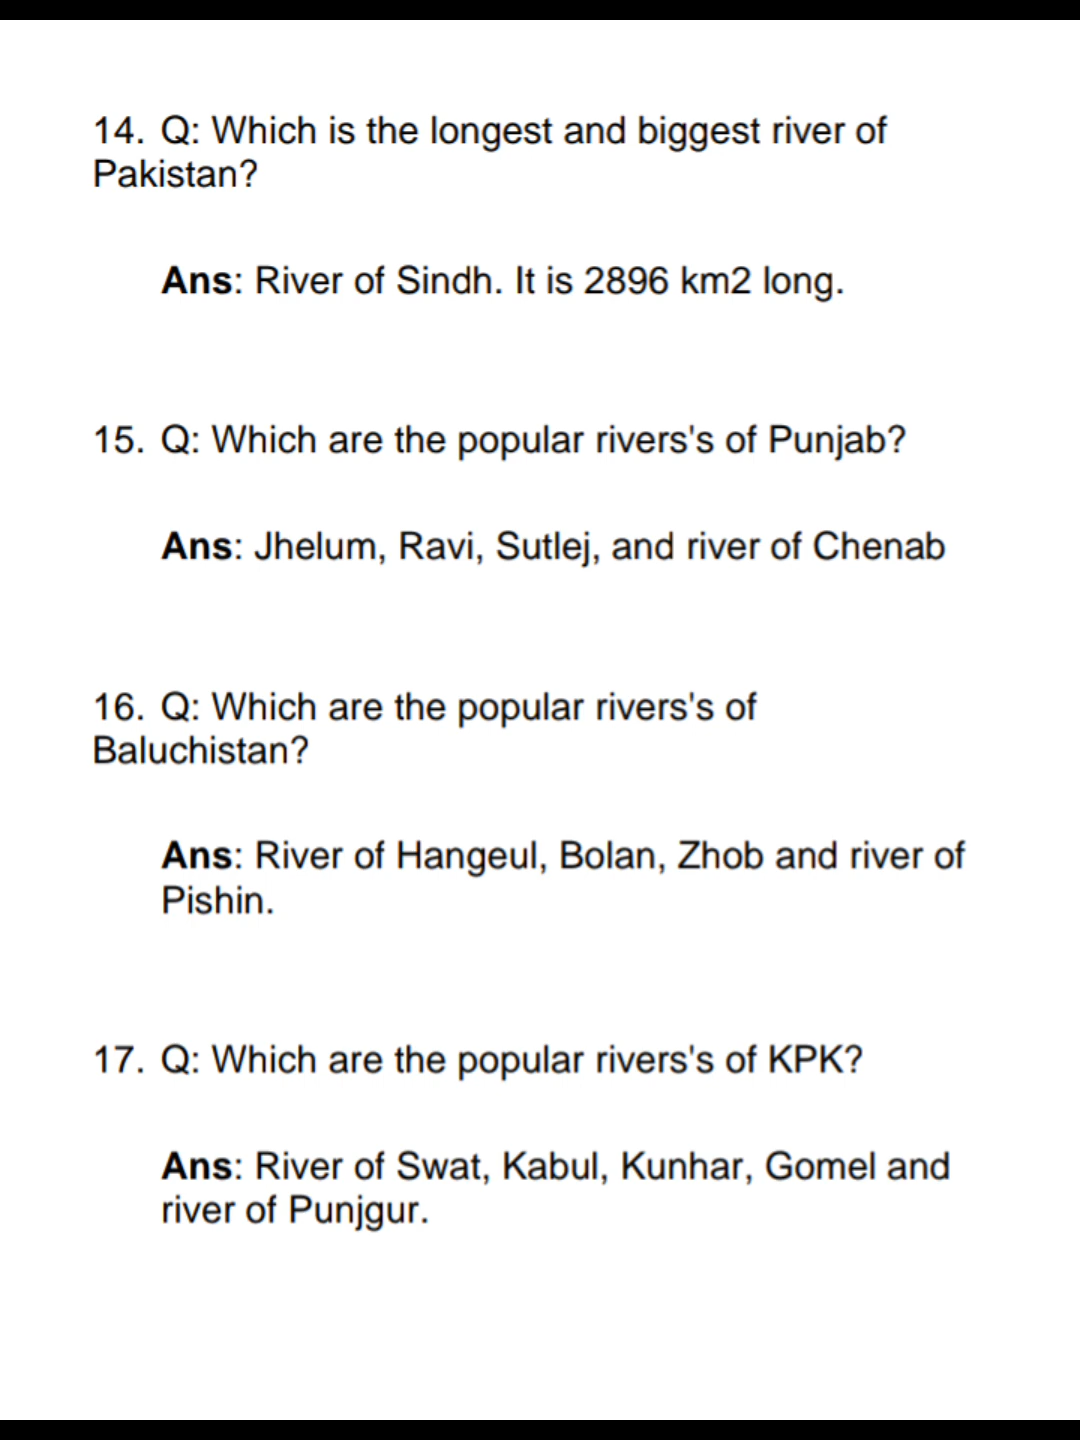 14. Q: Which is the longest and biggest river of
Pakistan?
Ans: River of Sindh. It is 2896 km2 long.
15. Q: Which are the popular rivers's of Punjab?
Ans: Jhelum, Ravi, Sutlej, and river of Chenab
16. Q: Which are the popular rivers's of
Baluchistan?
Ans: River of Hangeul, Bolan, Zhob and river of
Pishin.
17. Q: Which are the popular rivers's of KPK?
Ans: River of Swat, Kabul, Kunhar, Gomel and
river of Punjgur.